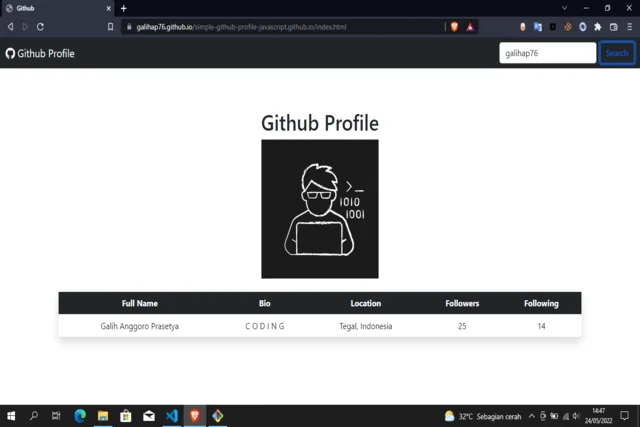 Github
galihap76.github.io/simple-github-profile-javascript.github.io/index.html
Github Profile
galihap76
Search
Github Profile
>_
1010
1001
Full Name Bio Location Followers Following
Galih Anggoro Prasetya C O D I N G Tegal, Indonesia 25 14
32°C Sebagian cerah
14:47
24/05/2022